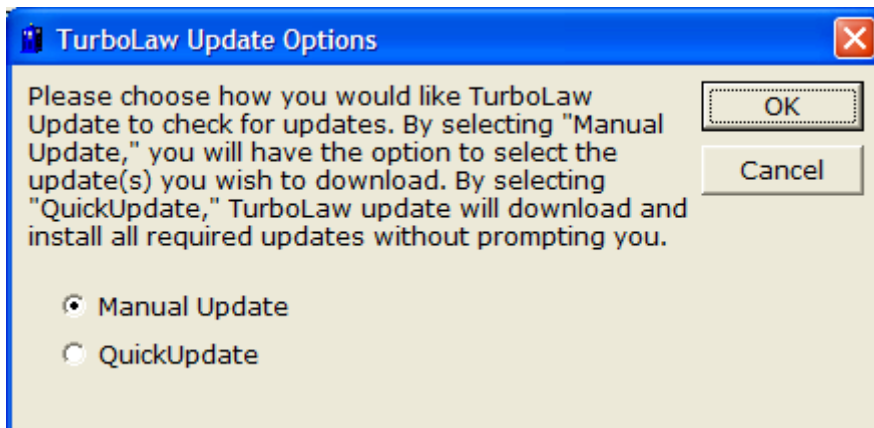 TurboLaw Update Options
Please choose how you would like TurboLaw
Update to check for updates. By selecting "Manual
Update," you will have the option to select the
update(s) you wish to download. By selecting
"QuickUpdate," TurboLaw update will download and
install all required updates without prompting you.
OK
Cancel
Manual Update
QuickUpdate